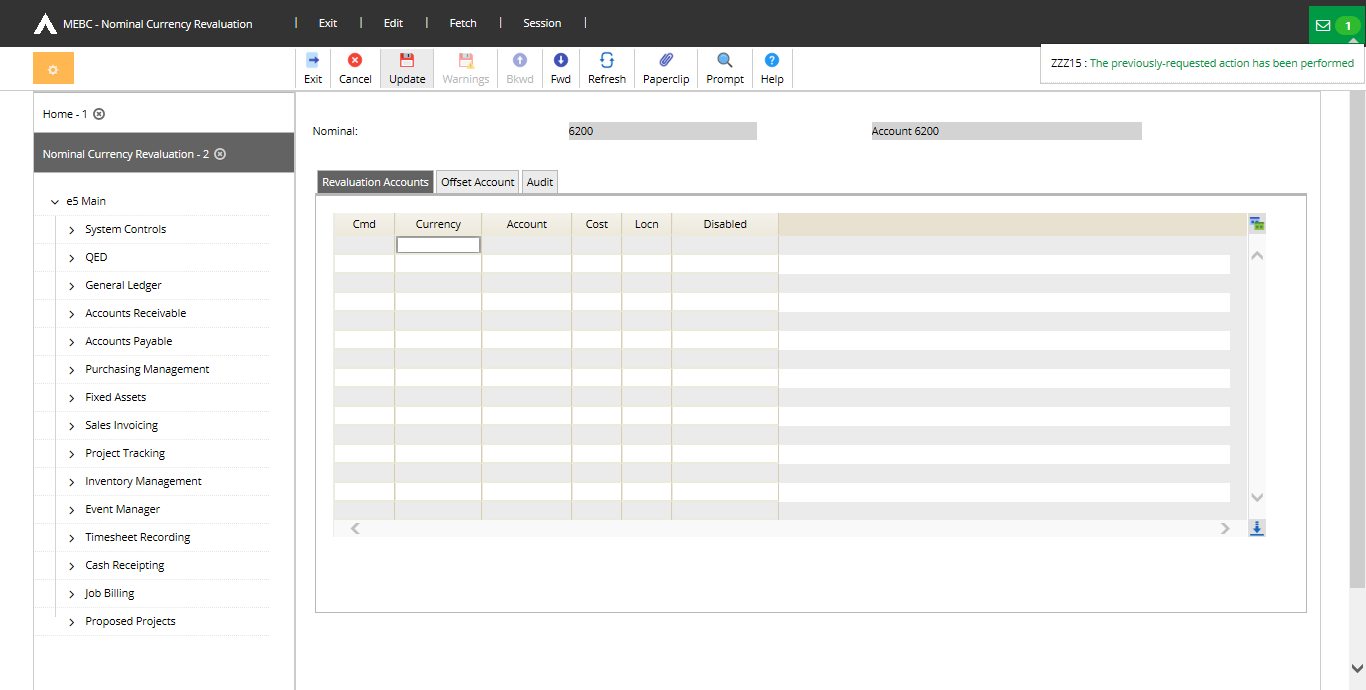 MEBC - Nominal Currency Revaluation | Exit | Edit | Fetch | Session |
1
Exit Cancel Update Warnings Bkwd Fwd Refresh Paperclip Prompt Help
ZZZ15 : The previously-requested action has been performed
Home - 1
Nominal Currency Revaluation - 2
Nominal: 6200 Account 6200
Revaluation Accounts Offset Account Audit
Cmd Currency Account Cost Locn Disabled
e5 Main
System Controls
QED
General Ledger
Accounts Receivable
Accounts Payable
Purchasing Management
Fixed Assets
Sales Invoicing
Project Tracking
Inventory Management
Event Manager
Timesheet Recording
Cash Receipting
Job Billing
Proposed Projects